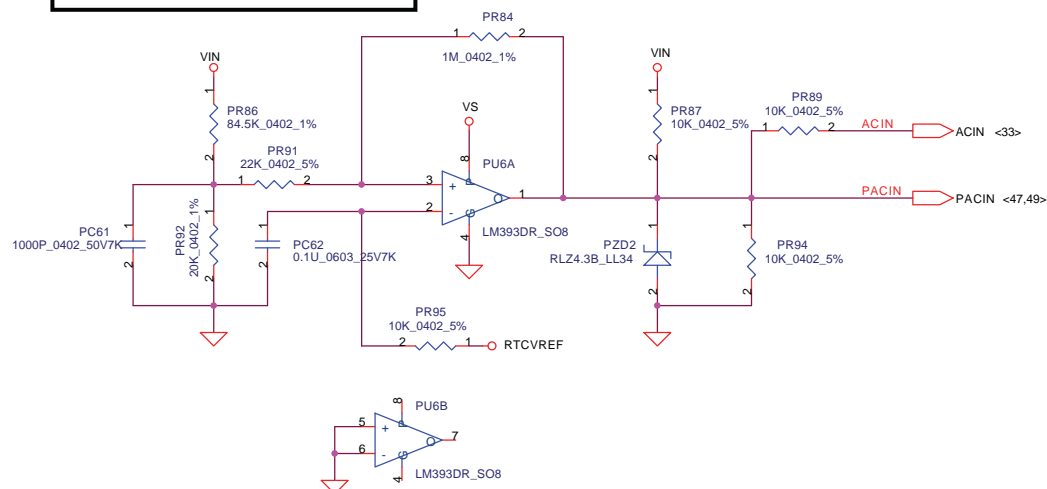 PR84
1 2
1M_0402_1%
VIN
1
PR86
84.5K_0402_1%
2
PR91
22K_0402_5%
1 2
VS
8
PU6A
3
+
P
O
1
2
-
G
LM393DR_SO8
4
VIN
1
PR87
10K_0402_5%
2
PR89
10K_0402_5%
1 2
ACIN
ACIN <33>
PACIN
PACIN <47,49>
1
PC61
1000P_0402_50V7K
2
1
PR92
20K_0402_1%
2
1
PC62
0.1U_0603_25V7K
2
1
PZD2
RLZ4.3B_LL34
2
1
PR94
10K_0402_5%
2
PR95
10K_0402_5%
2 1
RTCVREF
8
PU6B
5
+
P
O
7
6
-
G
LM393DR_SO8
4